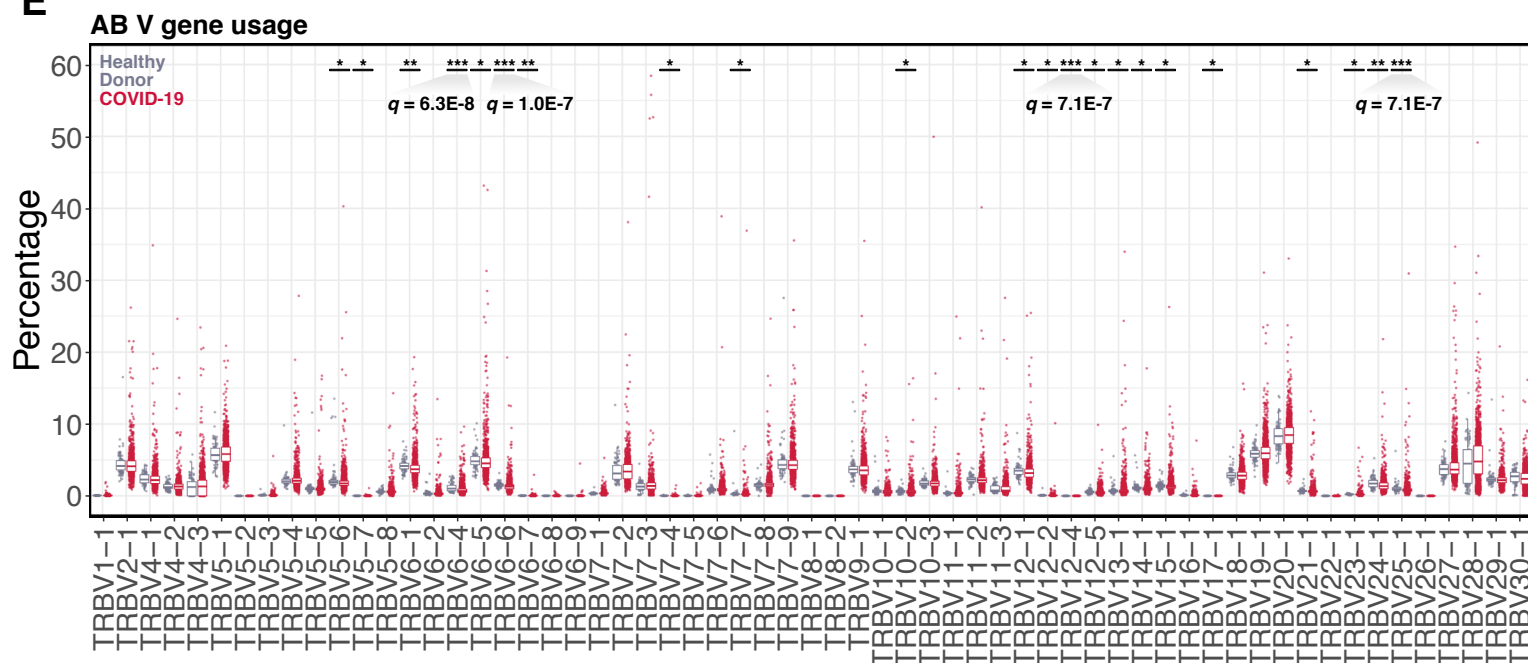 E
AB V gene usage
Healthy
Donor
COVID-19
* * ** *** * *** ** * * * * * *** * * * * * * * ** ***
q = 6.3E-8 q = 1.0E-7 q = 7.1E-7 q = 7.1E-7
Percentage
60
50
40
30
20
10
0
TRBV1-1
TRBV2-1
TRBV4-1
TRBV4-2
TRBV4-3
TRBV5-1
TRBV5-2
TRBV5-3
TRBV5-4
TRBV5-5
TRBV5-6
TRBV5-7
TRBV5-8
TRBV6-1
TRBV6-2
TRBV6-4
TRBV6-5
TRBV6-6
TRBV6-7
TRBV6-8
TRBV6-9
TRBV7-1
TRBV7-2
TRBV7-3
TRBV7-4
TRBV7-5
TRBV7-6
TRBV7-7
TRBV7-8
TRBV7-9
TRBV8-1
TRBV8-2
TRBV9-1
TRBV10-1
TRBV10-2
TRBV10-3
TRBV11-1
TRBV11-2
TRBV11-3
TRBV12-1
TRBV12-2
TRBV12-4
TRBV12-5
TRBV13-1
TRBV14-1
TRBV15-1
TRBV16-1
TRBV17-1
TRBV18-1
TRBV19-1
TRBV20-1
TRBV21-1
TRBV22-1
TRBV23-1
TRBV24-1
TRBV25-1
TRBV26-1
TRBV27-1
TRBV28-1
TRBV29-1
TRBV30-1